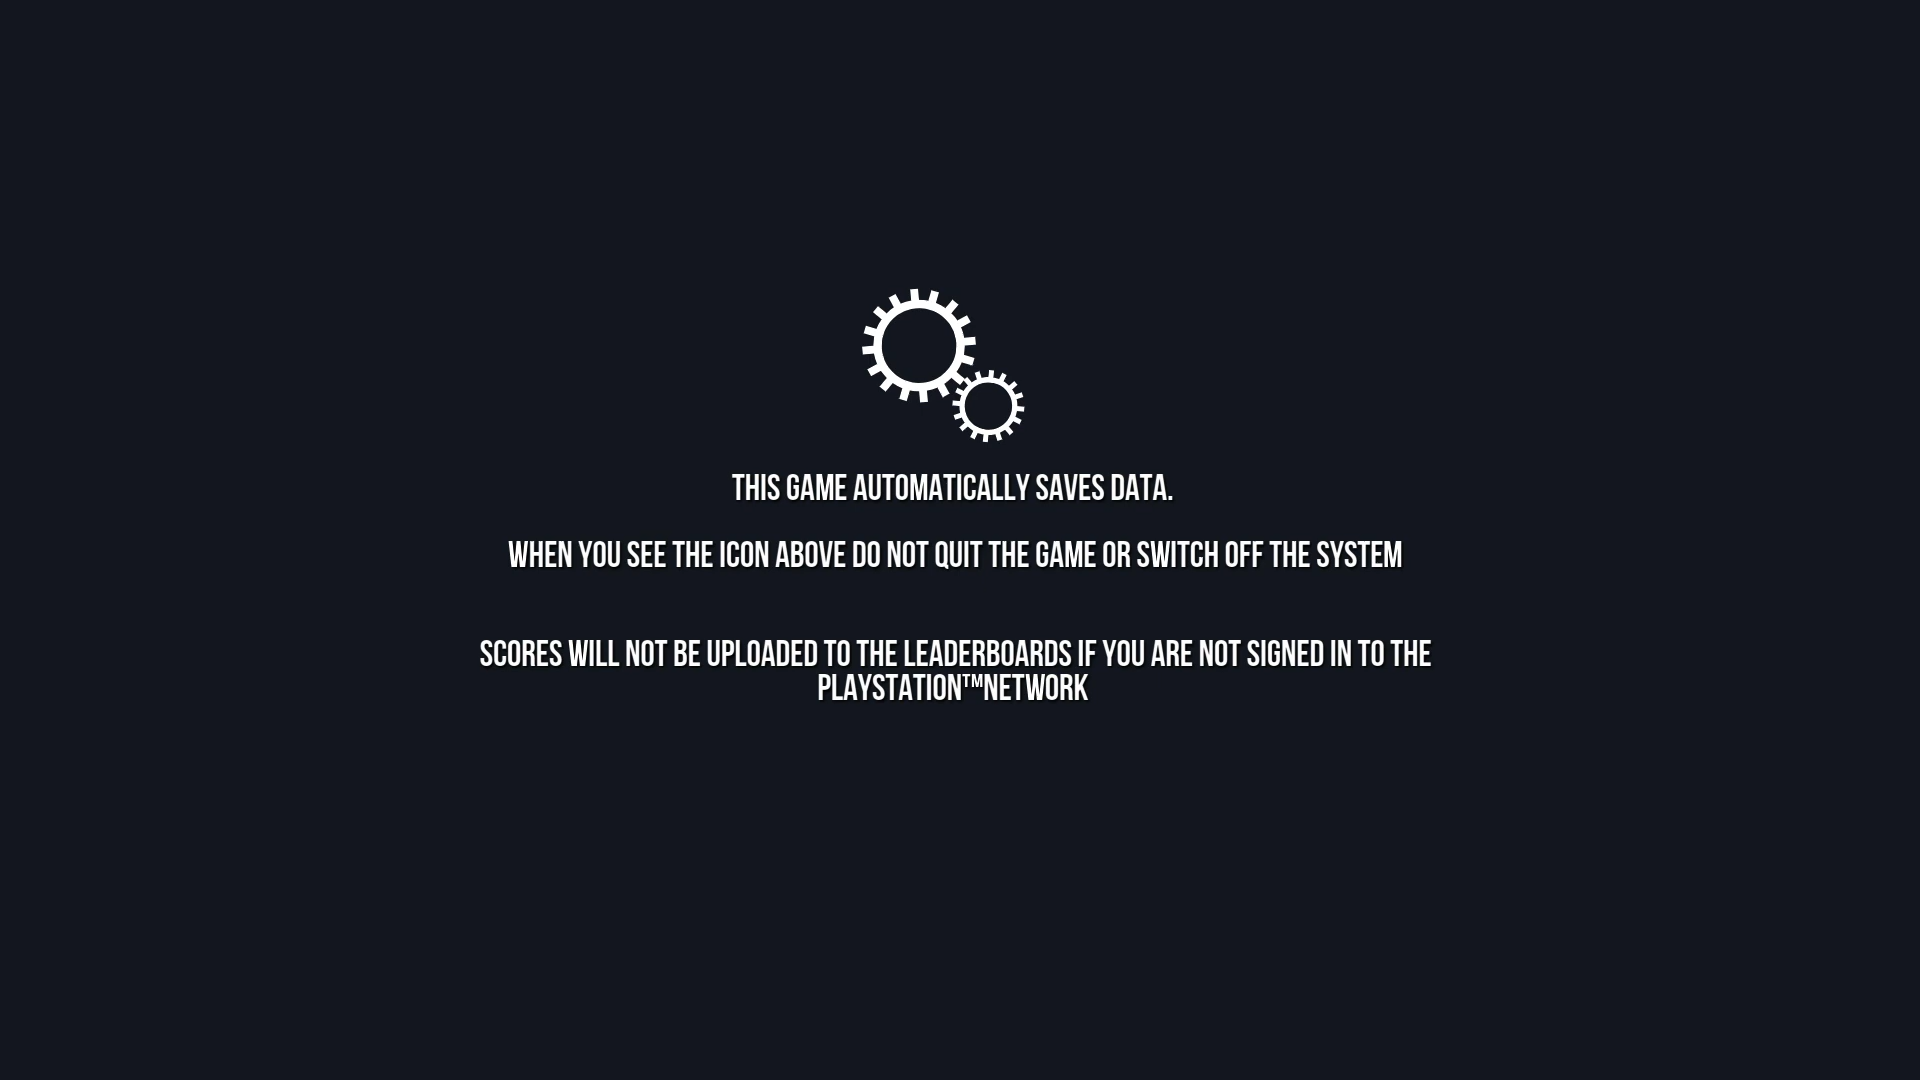 THIS GAME AUTOMATICALLY SAVES DATA.
WHEN YOU SEE THE ICON ABOVE DO NOT QUIT THE GAME OR SWITCH OFF THE SYSTEM
SCORES WILL NOT BE UPLOADED TO THE LEADERBOARDS IF YOU ARE NOT SIGNED IN TO THE
PLAYSTATION™NETWORK